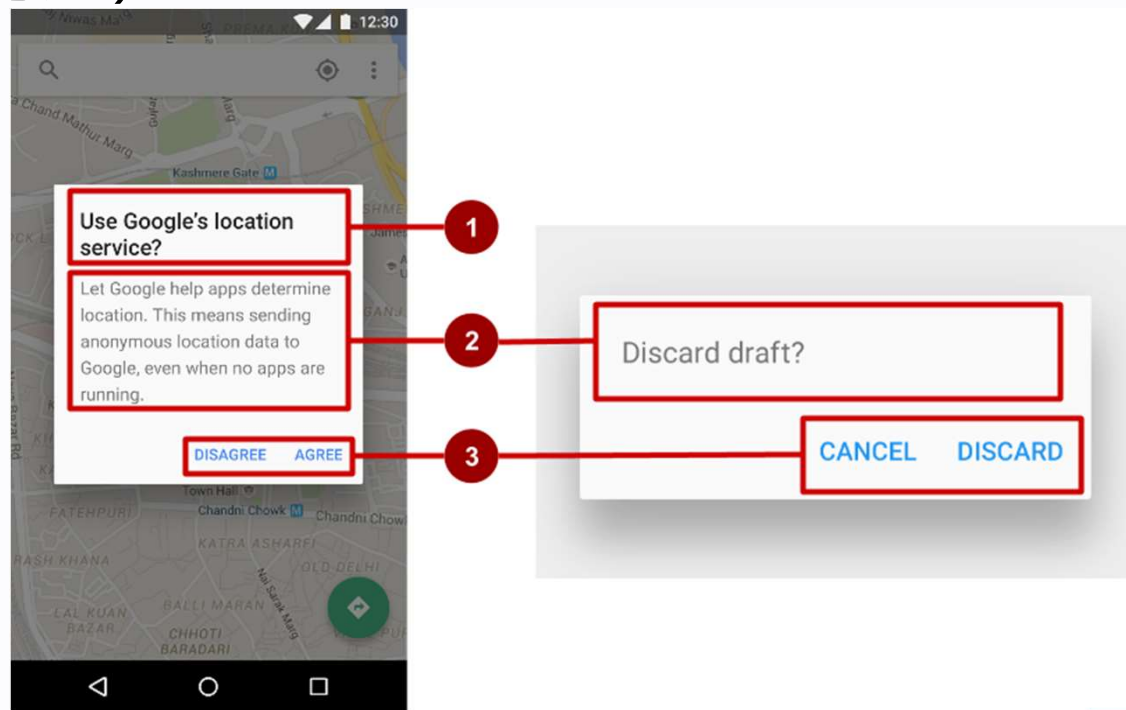 12:30
PREMA
Chand Mathur Marg
Marg
Kashmere Gate M
Use Google's location
service?
1
Let Google help apps determine
location. This means sending
anonymous location data to
Google, even when no apps are
running.
2
Discard draft?
DISAGREE AGREE
3
CANCEL DISCARD
Town Hall
FATEHPURI
Chandni Chowk M
Chandni Chow
KATRA ASHARFI
RASH KHANA
OLD DELHI
Nai Sarak Marg
LAL KUAN
BAZAR
BALLI MARAN
CHHOTI
BARADARI